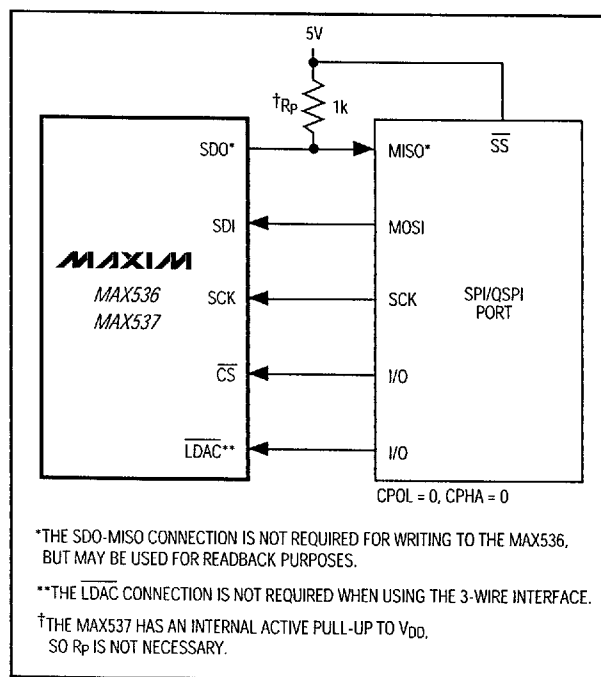 5V
†RP 1k
SDO* MISO* SS
SDI MOSI
MAXIM
MAX536
MAX537
SCK SCK
SPI/QSPI
PORT
CS I/O
LDAC** I/O
CPOL = 0, CPHA = 0
*THE SDO-MISO CONNECTION IS NOT REQUIRED FOR WRITING TO THE MAX536,
BUT MAY BE USED FOR READBACK PURPOSES.
**THE LDAC CONNECTION IS NOT REQUIRED WHEN USING THE 3-WIRE INTERFACE.
†THE MAX537 HAS AN INTERNAL ACTIVE PULL-UP TO VDD,
SO RP IS NOT NECESSARY.